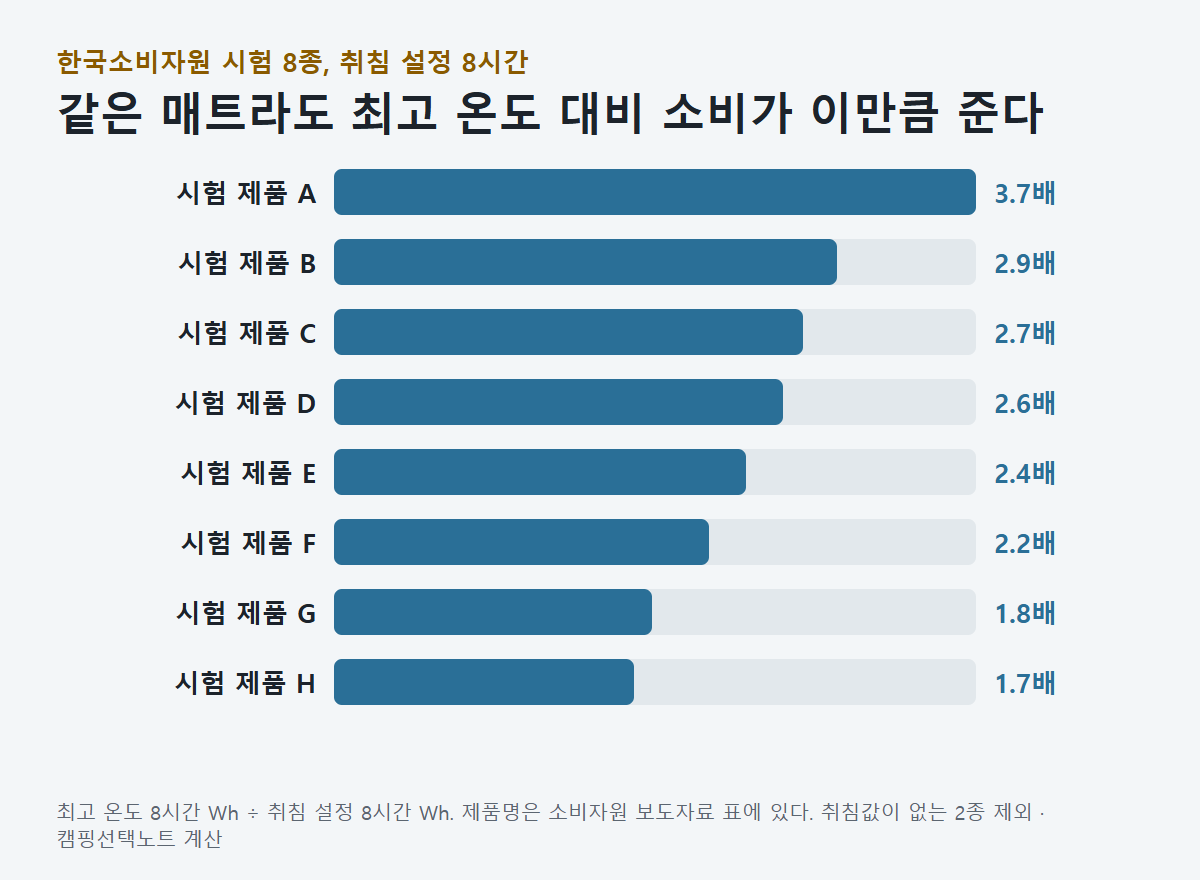 한국소비자원 시험 8종, 취침 설정 8시간
같은 매트라도 최고 온도 대비 소비가 이만큼 준다
시험 제품 A 3.7배
시험 제품 B 2.9배
시험 제품 C 2.7배
시험 제품 D 2.6배
시험 제품 E 2.4배
시험 제품 F 2.2배
시험 제품 G 1.8배
시험 제품 H 1.7배
최고 온도 8시간 Wh ÷ 취침 설정 8시간 Wh. 제품명은 소비자원 보도자료 표에 있다. 취침값이 없는 2종 제외 ·
캠핑선택노트 계산